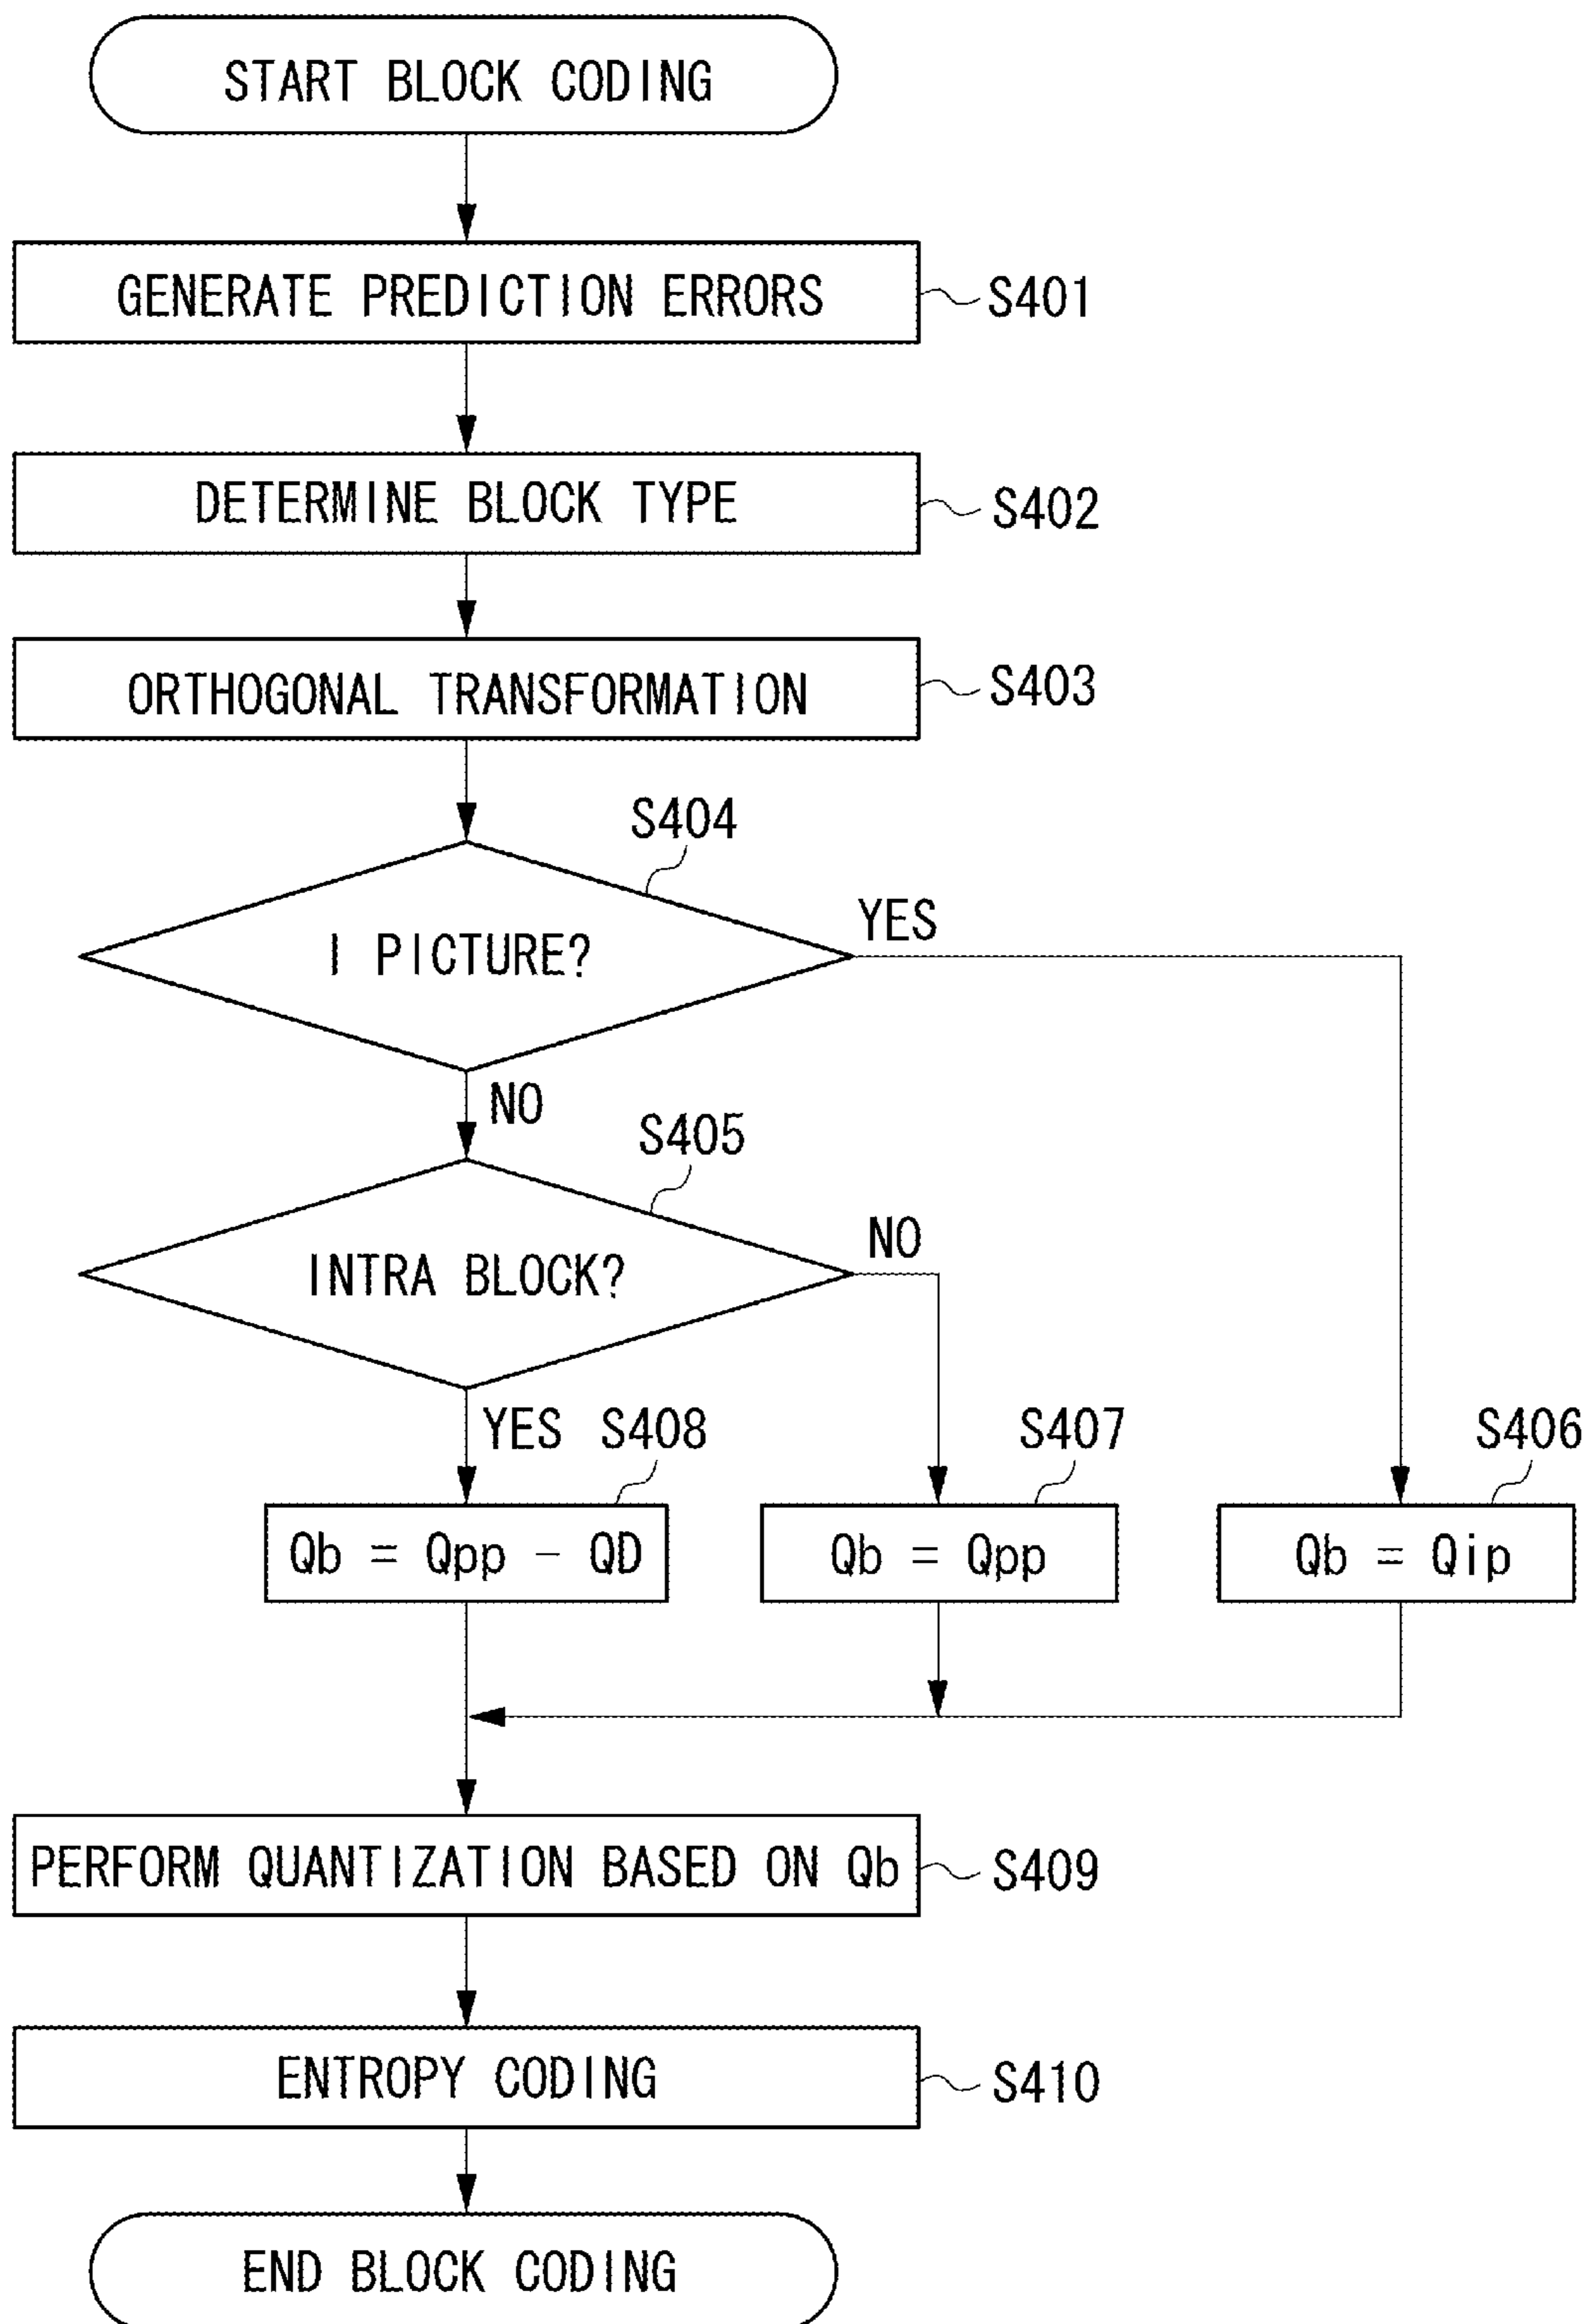 START BLOCK CODING
GENERATE PREDICTION ERRORS
S401
DETERMINE BLOCK TYPE
S402
ORTHOGONAL TRANSFORMATION
S403
S404
I PICTURE?
YES
NO
S405
INTRA BLOCK?
NO
YES
S408
S407
S406
Qb = Qpp - QD
Qb = Qpp
Qb = Qip
PERFORM QUANTIZATION BASED ON Qb
S409
ENTROPY CODING
S410
END BLOCK CODING